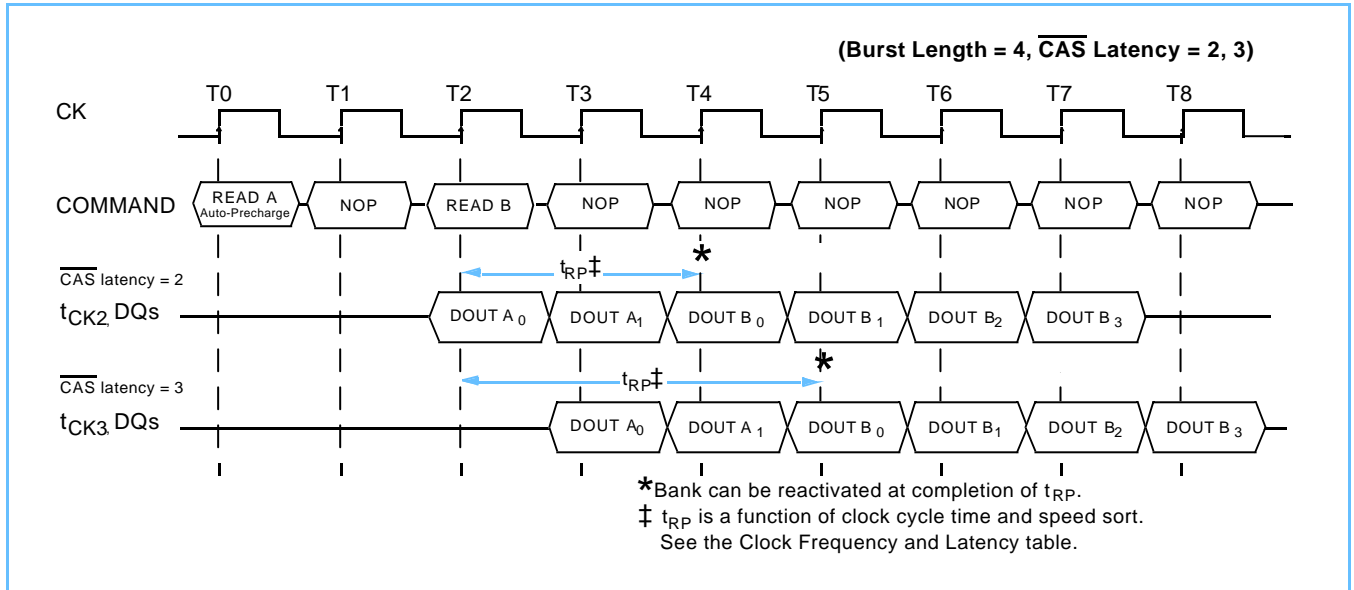 (Burst Length = 4, CAS Latency = 2, 3)
T0 T1 T2 T3 T4 T5 T6 T7 T8
CK
COMMAND READ A Auto-Precharge NOP READ B NOP NOP NOP NOP NOP NOP
*
CAS latency = 2 tRP‡
tCK2, DQs DOUT A0 DOUT A1 DOUT B0 DOUT B1 DOUT B2 DOUT B3
*
CAS latency = 3 tRP‡
tCK3, DQs DOUT A0 DOUT A1 DOUT B0 DOUT B1 DOUT B2 DOUT B3
*Bank can be reactivated at completion of tRP.
‡ tRP is a function of clock cycle time and speed sort.
See the Clock Frequency and Latency table.